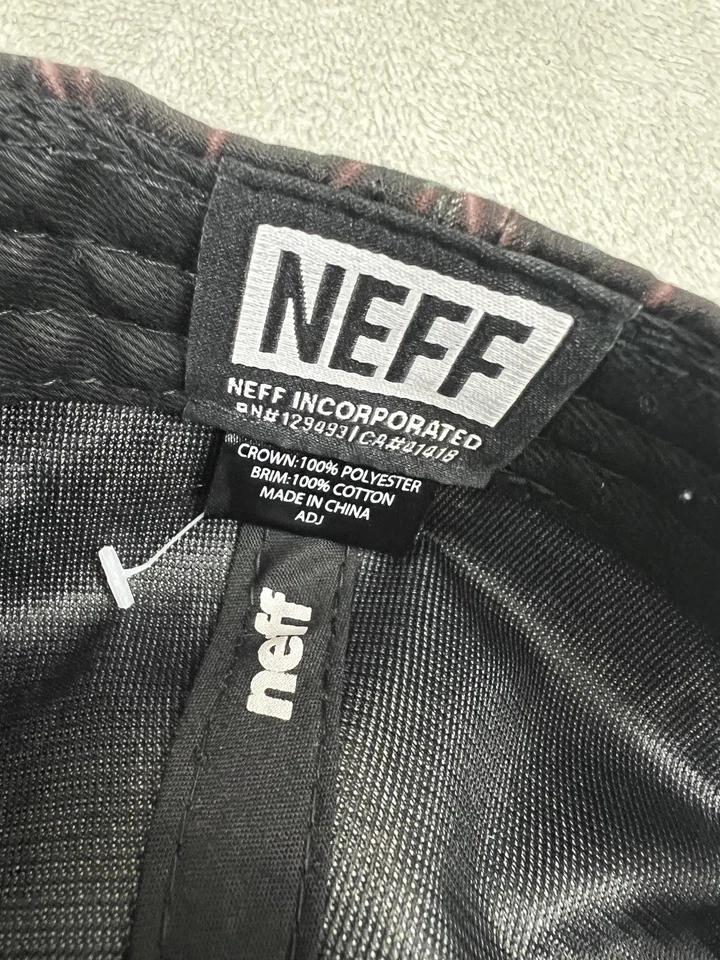 NEFF
NEFF INCORPORATED
RN#129493|CA#41418
CROWN:100% POLYESTER
BRIM:100% COTTON
MADE IN CHINA
ADJ
neff